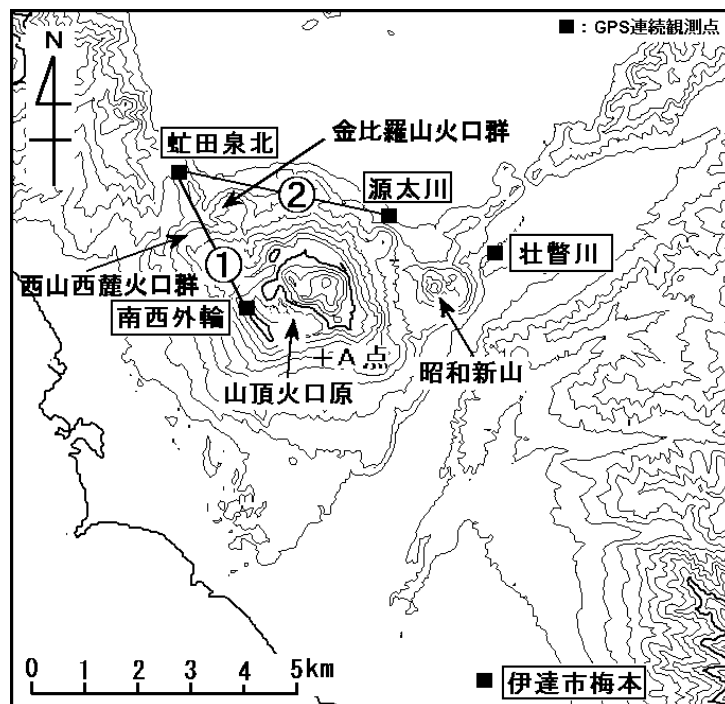 ■：GPS連続観測点
N
金比羅山火口群
虻田泉北
②
源太川
壮瞥川
①
西山西麓火口群
南西外輪
+A点
昭和新山
山頂火口原
0 1 2 3 4 5km
伊達市梅本